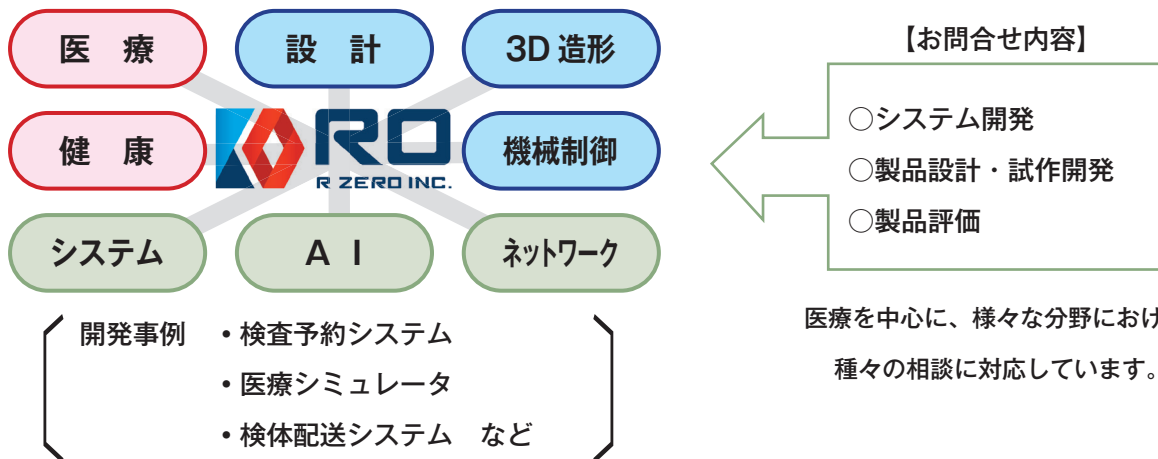 医　療
設　計
3D 造形
健　康
RO
R ZERO INC.
機械制御
システム
A I
ネットワーク
開発事例　・検査予約システム
・医療シミュレータ
・検体配送システム　など
【お問合せ内容】
○システム開発
○製品設計・試作開発
○製品評価
医療を中心に、様々な分野におけ
種々の相談に対応しています。